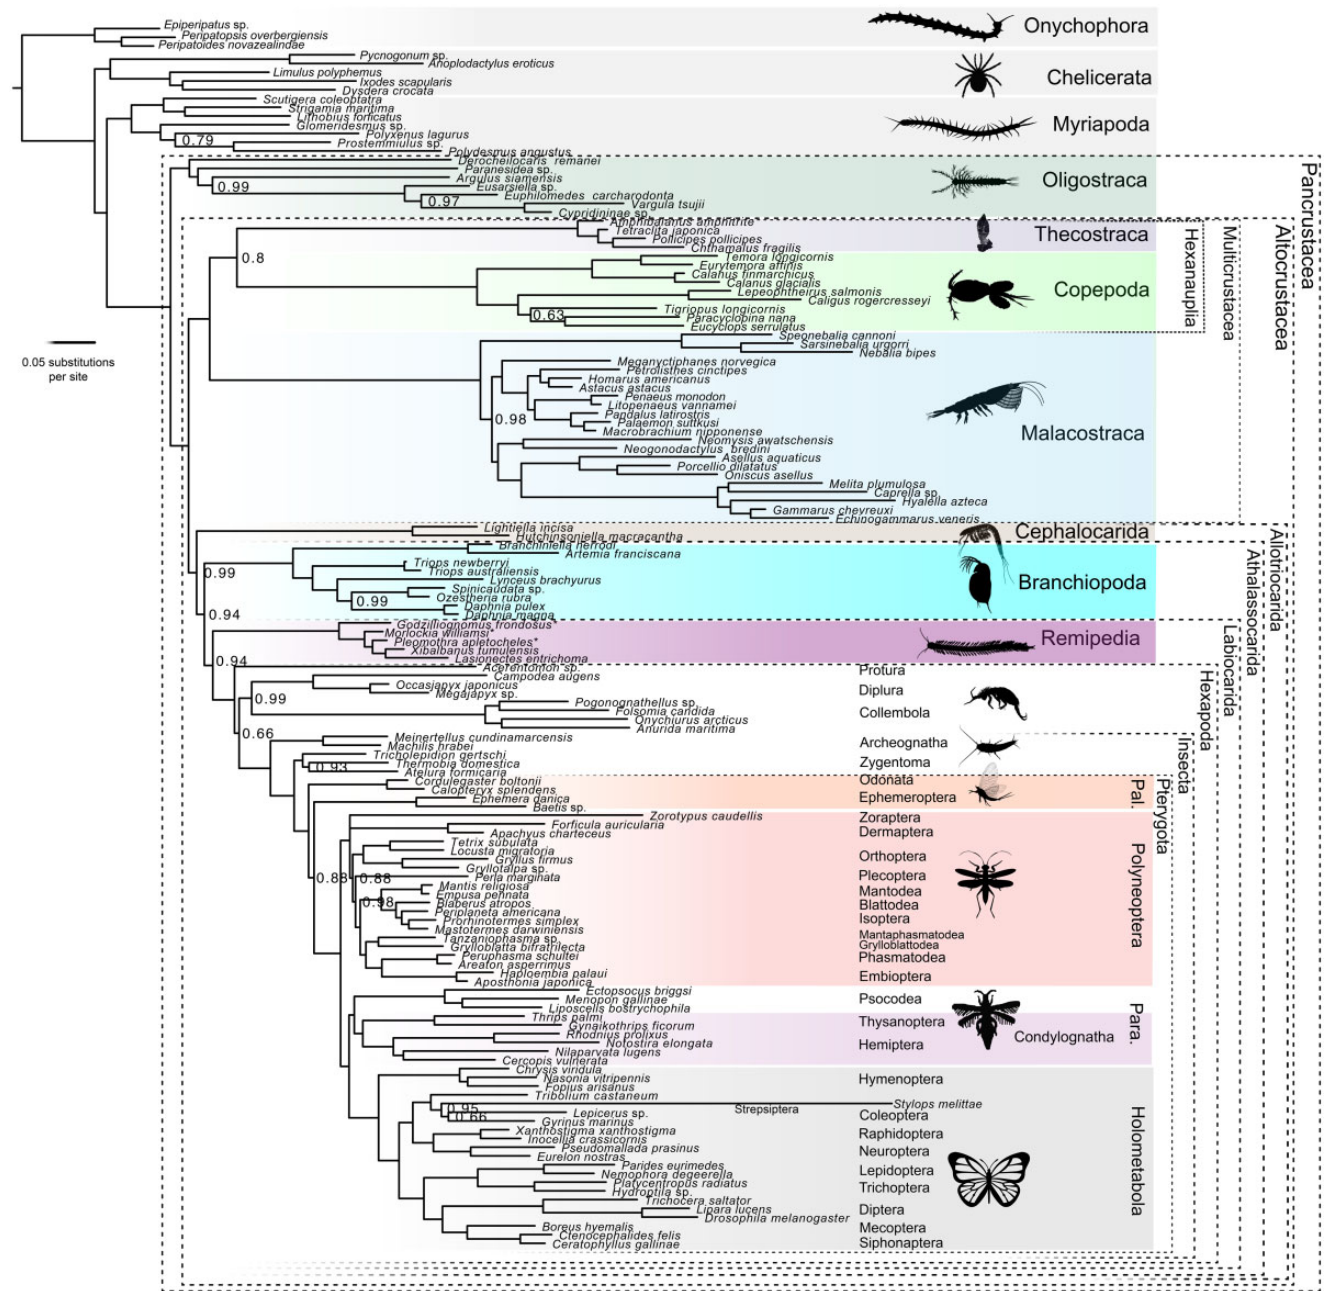 Epiperipatus sp.
Peripatopsis overbergiensis
Peripatoides novazealindae
Onychophora
Pycnogonum sp.
Anoplodactylus eroticus
Limulus polyphemus
Ixodes scapularis
Dysdera crocata
Chelicerata
Scutigera coleoptatra
Strigamia maritima
Lithobius forficatus
Glomeridesmus sp.
Polyxenus lagurus
0.79
Prostemmiulus sp.
Polydesmus angustus
Myriapoda
Derocheilocaris remanei
Paranesidea sp.
Argulus siamensis
0.99
Eusarsiella sp.
Euphilomedes carcharodonta
0.97
Vargula tsujii
Cypridininae sp.
Oligostraca
Pancrustacea
Amphibalanus amphitrite
Tetraclita japonica
Pollicipes pollicipes
Chthamalus fragilis
Thecostraca
0.8
Temora longicornis
Eurytemora affinis
Calanus finmarchicus
Calanus glacialis
Lepeophtheirus salmonis
Caligus rogercresseyi
Tigriopus longicornis
0.63
Paracyclopina nana
Eucyclops serrulatus
Copepoda
Hexanauplia
Multicrustacea
Altocrustacea
0.05 substitutions
per site
Speonebalia cannoni
Sarsinebalia urgorri
Nebalia bipes
Meganyctiphanes norvegica
Petrolisthes cinctipes
Homarus americanus
Astacus astacus
Penaeus monodon
Litopenaeus vannamei
Pandalus latirostris
0.98
Palaemon suttkusi
Macrobrachium nipponense
Neomysis awatschensis
Neogonodactylus bredini
Asellus aquaticus
Porcellio dilatatus
Oniscus asellus
Melita plumulosa
Caprella sp.
Hyalella azteca
Gammarus chevreuxi
Echinogammarus veneris
Malacostraca
Lightiella incisa
Hutchinsoniella macracantha
Cephalocarida
Allotriocarida
Branchiniella herrodi
Artemia franciscana
Triops newberryi
0.99
Triops australiensis
Lynceus brachyurus
Spinicaudata sp.
Ozestheria rubra
0.99
Daphnia pulex
Daphnia magna
0.94
Branchiopoda
Athalassocarida
Godzilliognomus frondosus*
Morlockia williamsi*
Pleomothra apletocheles*
Xibalbanus tumulensis
Lasionectes entrichoma
0.94
Remipedia
Labiocarida
Acerentomon sp.
Protura
Campodea augens
Occasjapyx japonicus
Megajapyx sp.
0.99
Diplura
Pogonognathellus sp.
Folsomia candida
Onychiurus arcticus
Anurida maritima
Collembola
0.66
Hexapoda
Meinertellus cundinamarcensis
Machilis hrabei
Archeognatha
Tricholepidion gertschi
Thermobia domestica
0.93
Atelura formicaria
Zygentoma
Insecta
Cordulegaster boltonii
Calopteryx splendens
Odonata
Ephemera danica
Baetis sp.
Ephemeroptera
Pal.
Pterygota
Zorotypus caudellis
Zoraptera
Forficula auricularia
Apachyus charteceus
Dermaptera
Tetrix subulata
Locusta migratoria
Gryllus firmus
Gryllotalpa sp.
Orthoptera
0.88
0.88
Perla marginata
Plecoptera
Mantis religiosa
Empusa pennata
Mantodea
0.98
Blaberus atropos
Periplaneta americana
Blattodea
Prorhinotermes simplex
Mastotermes darwiniensis
Isoptera
Tanzaniophasma sp.
Mantaphasmatodea
Grylloblatta bifratrilecta
Grylloblattodea
Peruphasma schultei
Areaton asperrimus
Phasmatodea
Haploembia palaui
Aposthonia japonica
Embioptera
Polyneoptera
Ectopsocus briggsi
Menopon gallinae
Liposcelis bostrychophila
Psocodea
Thrips palmi
Gynaikothrips ficorum
Thysanoptera
Rhodnius prolixus
Notostira elongata
Nilaparvata lugens
Cercopis vulnerata
Hemiptera
Condylognatha
Para.
Chrysis viridula
Nasonia vitripennis
Fopius arisanus
Hymenoptera
Tribolium castaneum
0.95
Strepsiptera
Stylops melittae
0.66
Lepicerus sp.
Gyrinus marinus
Coleoptera
Xanthostigma xanthostigma
Inocellia crassicornis
Raphidoptera
Pseudomallada prasinus
Eurelon nostras
Neuroptera
Parides eurimedes
Nemophora degeerella
Lepidoptera
Platycentropus radiatus
Hydroptila sp.
Trichoptera
Trichocera saltator
Lipara lucens
Drosophila melanogaster
Diptera
Boreus hyemalis
Mecoptera
Ctenocephalides felis
Ceratophyllus gallinae
Siphonaptera
Holometabola